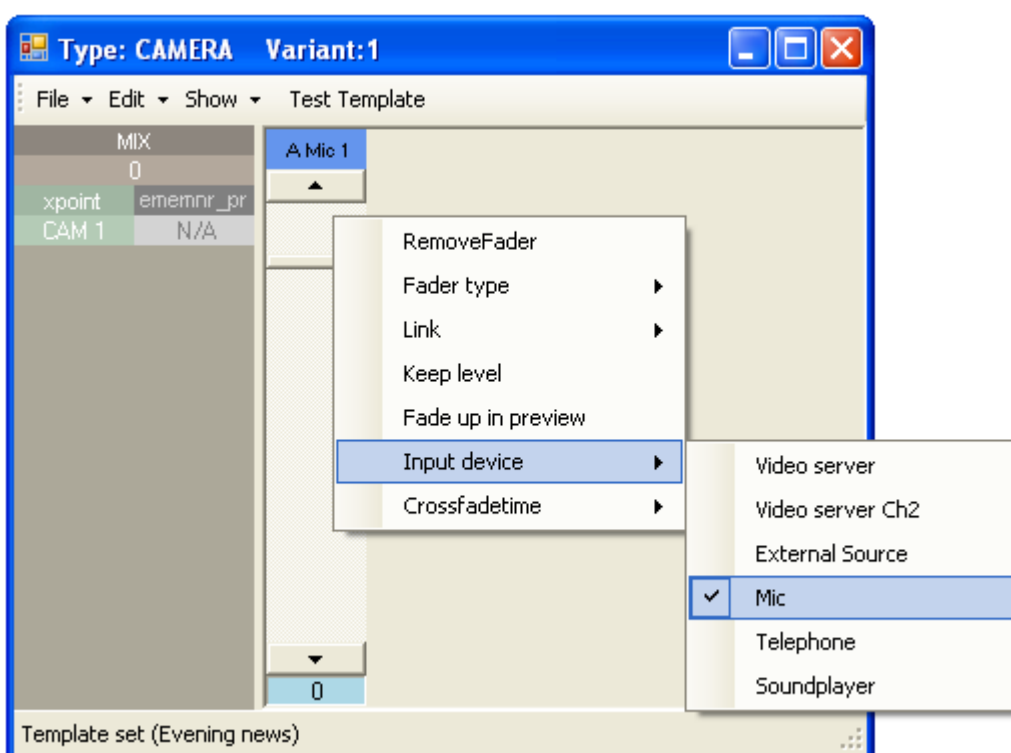 Type: CAMERA Variant:1
File Edit Show Test Template
MIX
0
xpoint ememnr_pr
CAM 1 N/A
A Mic 1
RemoveFader
Fader type
Link
Keep level
Fade up in preview
Input device
Crossfadetime
Video server
Video server Ch2
External Source
Mic
Telephone
Soundplayer
0
Template set (Evening news)